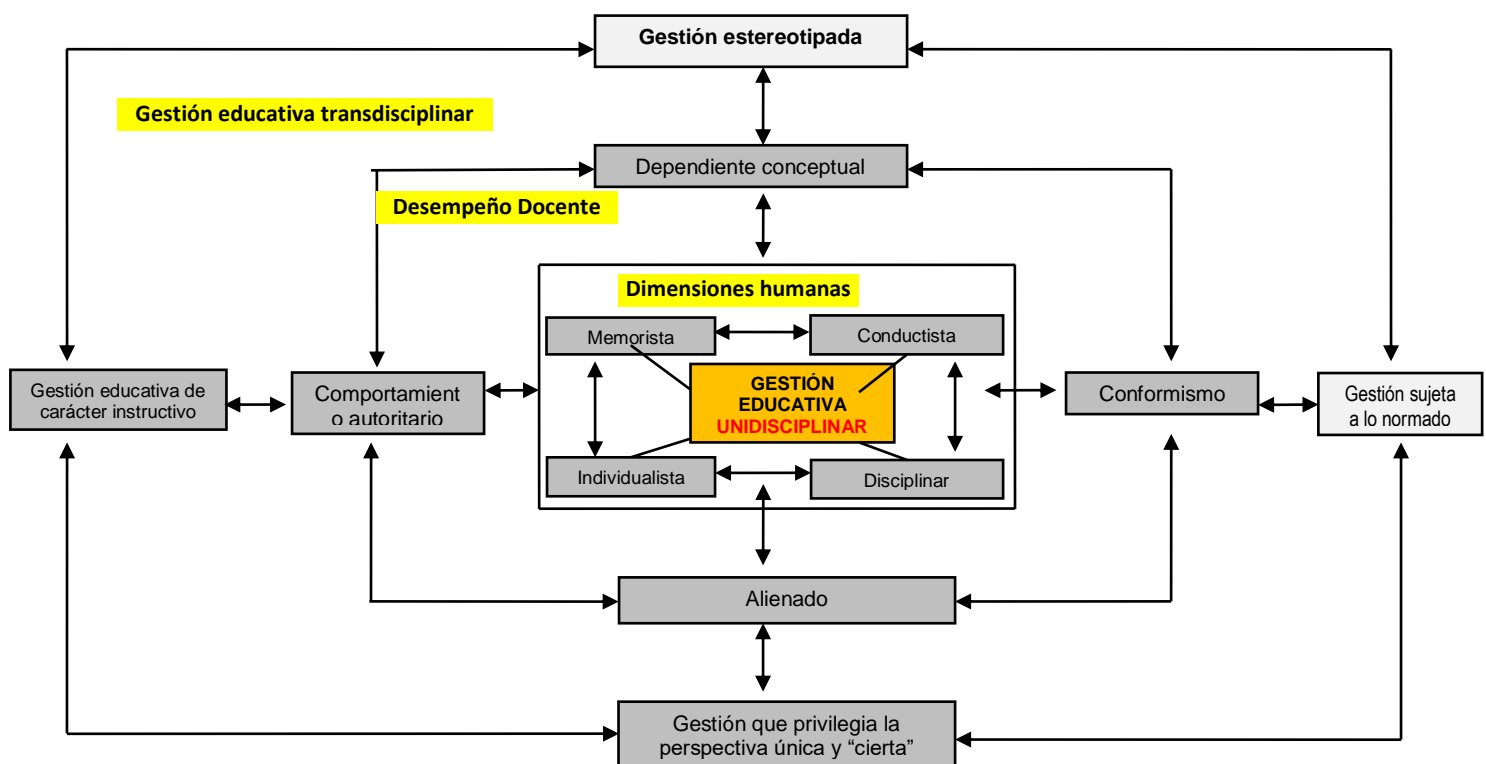 Gestión estereotipada
Gestión educativa transdisciplinar
Dependiente conceptual
Desempeño Docente
Dimensiones humanas
Memorista
Conductista
GESTIÓN
EDUCATIVA
UNIDISCIPLINAR
Gestión educativa de
carácter instructivo
Comportamient
o autoritario
Conformismo
Gestión sujeta
a lo normado
Individualista
Disciplinar
Alienado
Gestión que privilegia la
perspectiva única y “cierta”